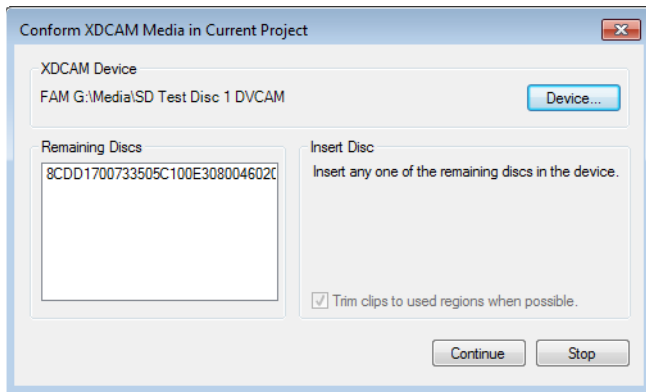 Conform XDCAM Media in Current Project
XDCAM Device
FAM G:\Media\SD Test Disc 1 DVCAM
Device...
Remaining Discs
8CDD1700733505C100E308004602C
Insert Disc
Insert any one of the remaining discs in the device.
Trim clips to used regions when possible.
Continue
Stop